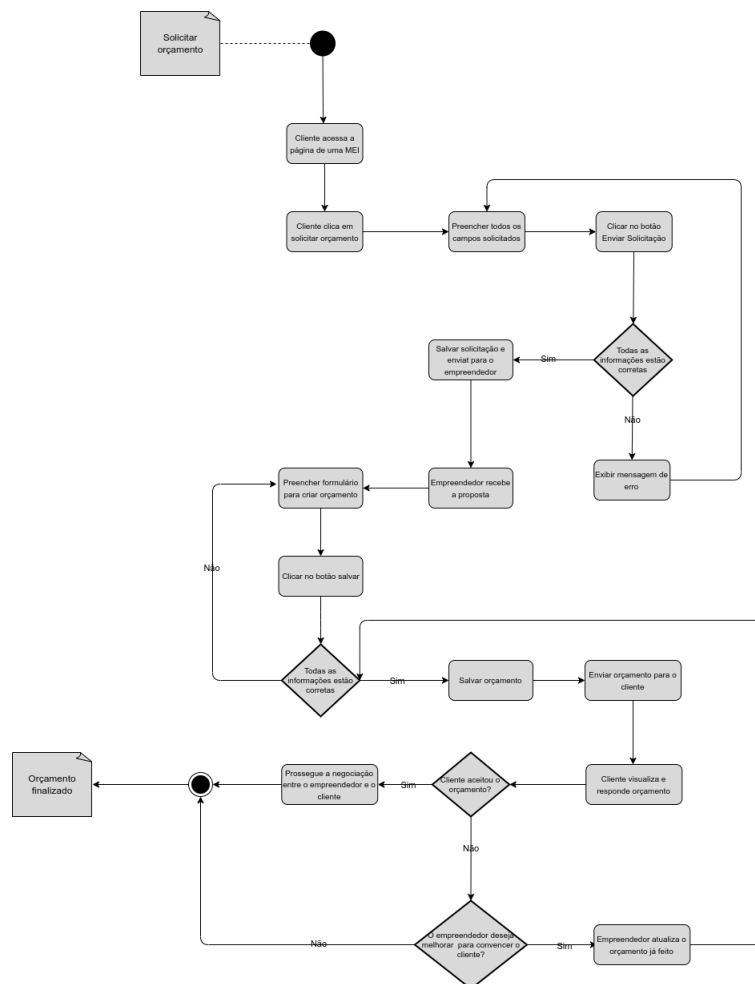 Solicitar
orçamento
Cliente acessa a
página de uma MEI
Cliente clica em
solicitar orçamento
Preencher todos os
campos solicitados
Clicar no botão
Enviar Solicitação
Todas as
informações estão
corretas
Sim
Salvar solicitação e
enviat para o
empreendedor
Não
Exibir mensagem de
erro
Empreendedor recebe
a proposta
Preencher formulário
para criar orçamento
Clicar no botão salvar
Não
Todas as
informações estão
corretas
Sim
Salvar orçamento
Enviar orçamento para o
cliente
Cliente visualiza e
responde orçamento
Cliente aceitou o
orçamento?
Sim
Prossegue a negociação
entre o empreendedor e o
cliente
Orçamento
finalizado
Não
O empreendedor deseja
melhorar para convencer o
cliente?
Não
Sim
Empreendedor atualiza o
orçamento já feito